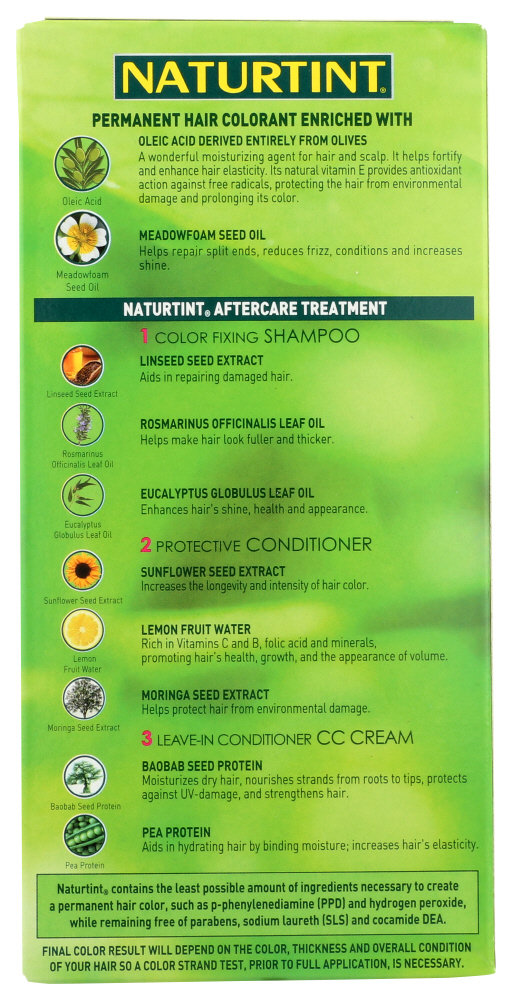 NATURTINT®
PERMANENT HAIR COLORANT ENRICHED WITH
OLEIC ACID DERIVED ENTIRELY FROM OLIVES
A wonderful moisturizing agent for hair and scalp. It helps fortify
and enhance hair elasticity. Its natural vitamin E provides antioxidant
action against free radicals, protecting the hair from environmental
damage and prolonging its color.
Oleic Acid
MEADOWFOAM SEED OIL
Helps repair split ends, reduces frizz, conditions and increases
shine.
Meadowfoam
Seed Oil
NATURTINT® AFTERCARE TREATMENT
1 COLOR FIXING SHAMPOO
LINSEED SEED EXTRACT
Aids in repairing damaged hair.
Linseed Seed Extract
ROSMARINUS OFFICINALIS LEAF OIL
Helps make hair look fuller and thicker.
Rosmarinus
Officinalis Leaf Oil
EUCALYPTUS GLOBULUS LEAF OIL
Enhances hair's shine, health and appearance.
Eucalyptus
Globulus Leaf Oil
2 PROTECTIVE CONDITIONER
SUNFLOWER SEED EXTRACT
Increases the longevity and intensity of hair color.
Sunflower Seed Extract
LEMON FRUIT WATER
Rich in Vitamins C and B, folic acid and minerals,
promoting hair's health, growth, and the appearance of volume.
Lemon
Fruit Water
MORINGA SEED EXTRACT
Helps protect hair from environmental damage.
Moringa Seed Extract
3 LEAVE-IN CONDITIONER CC CREAM
BAOBAB SEED PROTEIN
Moisturizes dry hair, nourishes strands from roots to tips, protects
against UV-damage, and strengthens hair.
Baobab Seed Protein
PEA PROTEIN
Aids in hydrating hair by binding moisture; increases hair's elasticity.
Pea Protein
Naturtint® contains the least possible amount of ingredients necessary to create
a permanent hair color, such as p-phenylenediamine (PPD) and hydrogen peroxide,
while remaining free of parabens, sodium laureth (SLS) and cocamide DEA.
FINAL COLOR RESULT WILL DEPEND ON THE COLOR, THICKNESS AND OVERALL CONDITION
OF YOUR HAIR SO A COLOR STRAND TEST, PRIOR TO FULL APPLICATION, IS NECESSARY.